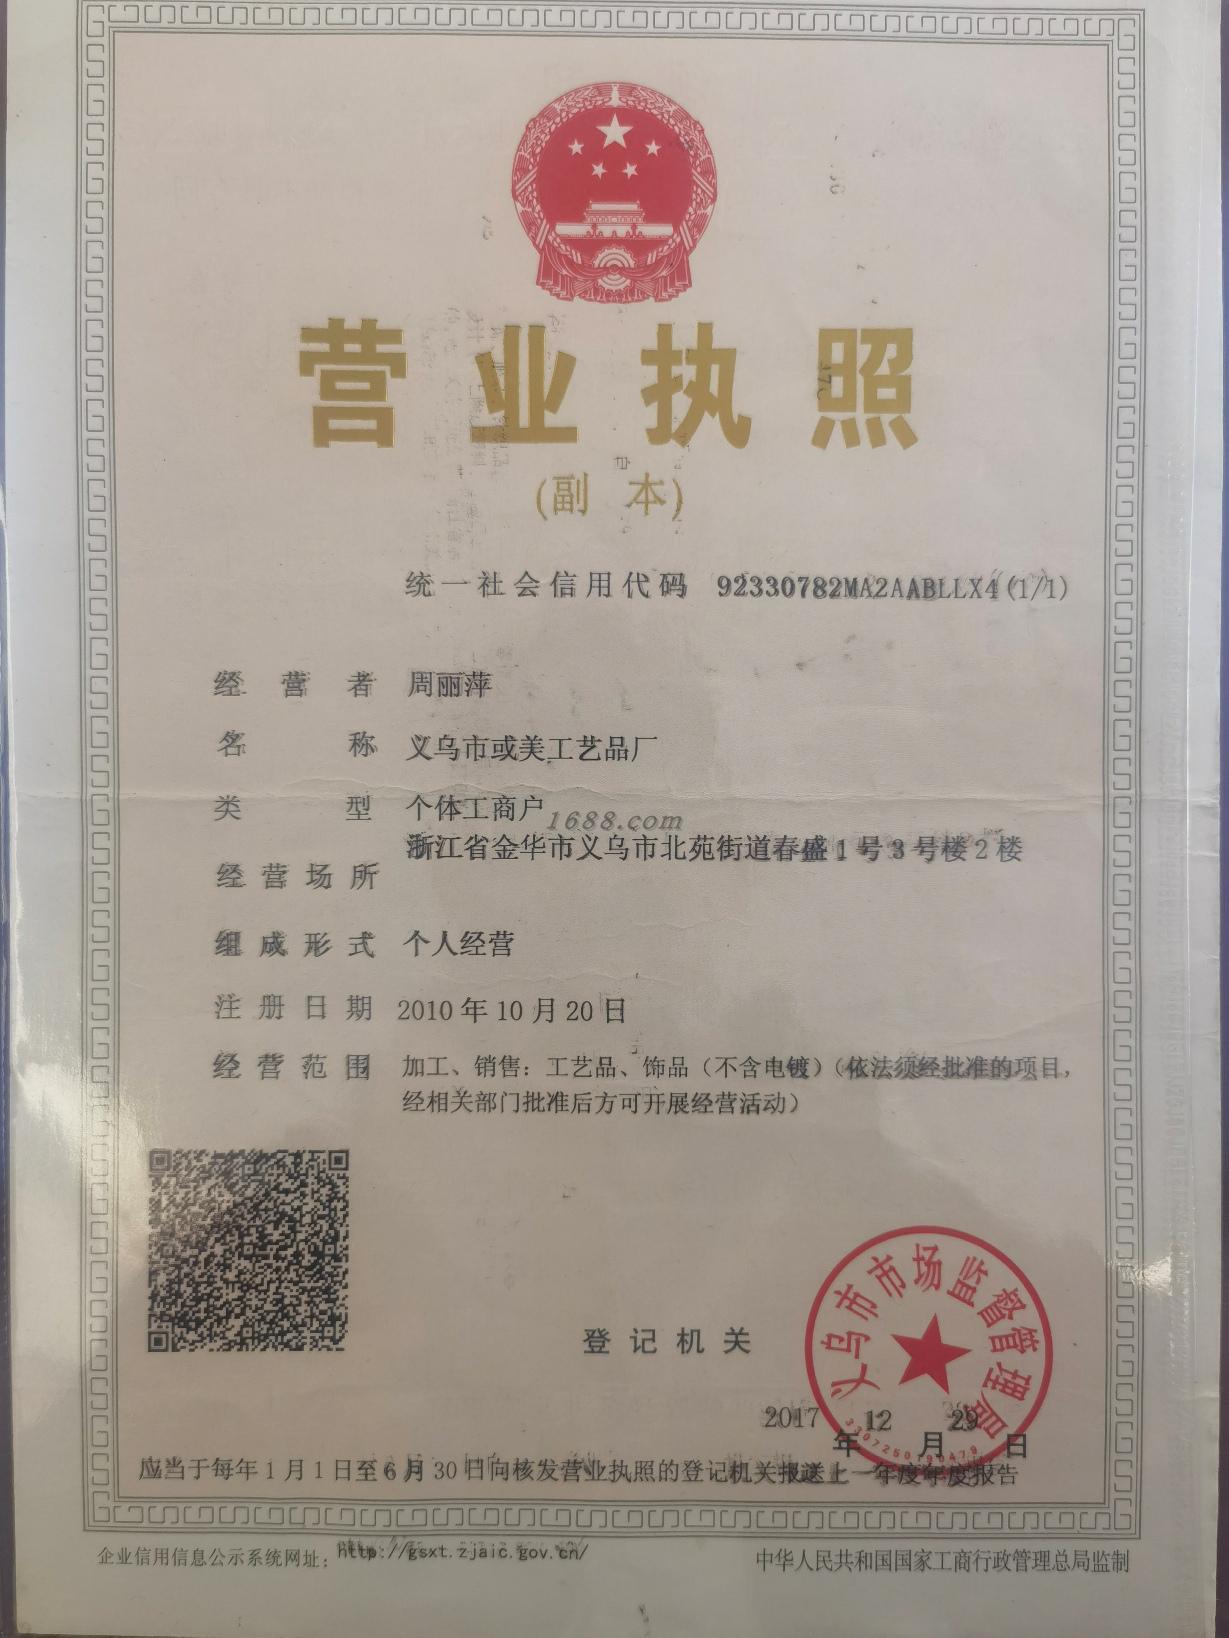 营业执照
(副 本)
统一社会信用代码 92330782MA2AABLLX4(1/1)
经营者 周丽萍
名称 义乌市或美工艺品厂
类型 个体工商户
1688.com
浙江省金华市义乌市北苑街道春盛1号3号楼2楼
经营场所
组成形式 个人经营
注册日期 2010年10月20日
经营范围 加工、销售：工艺品、饰品（不含电镀）（依法须经批准的项目，
经相关部门批准后方可开展经营活动）
义乌市市场监督管理局
登记机关
2017年12月29日
应当于每年1月1日至6月30日向核发营业执照的登记机关报送上一年度年度报告
企业信用信息公示系统网址：http://gsxt.zjaic.gov.cn/
中华人民共和国国家工商行政管理总局监制